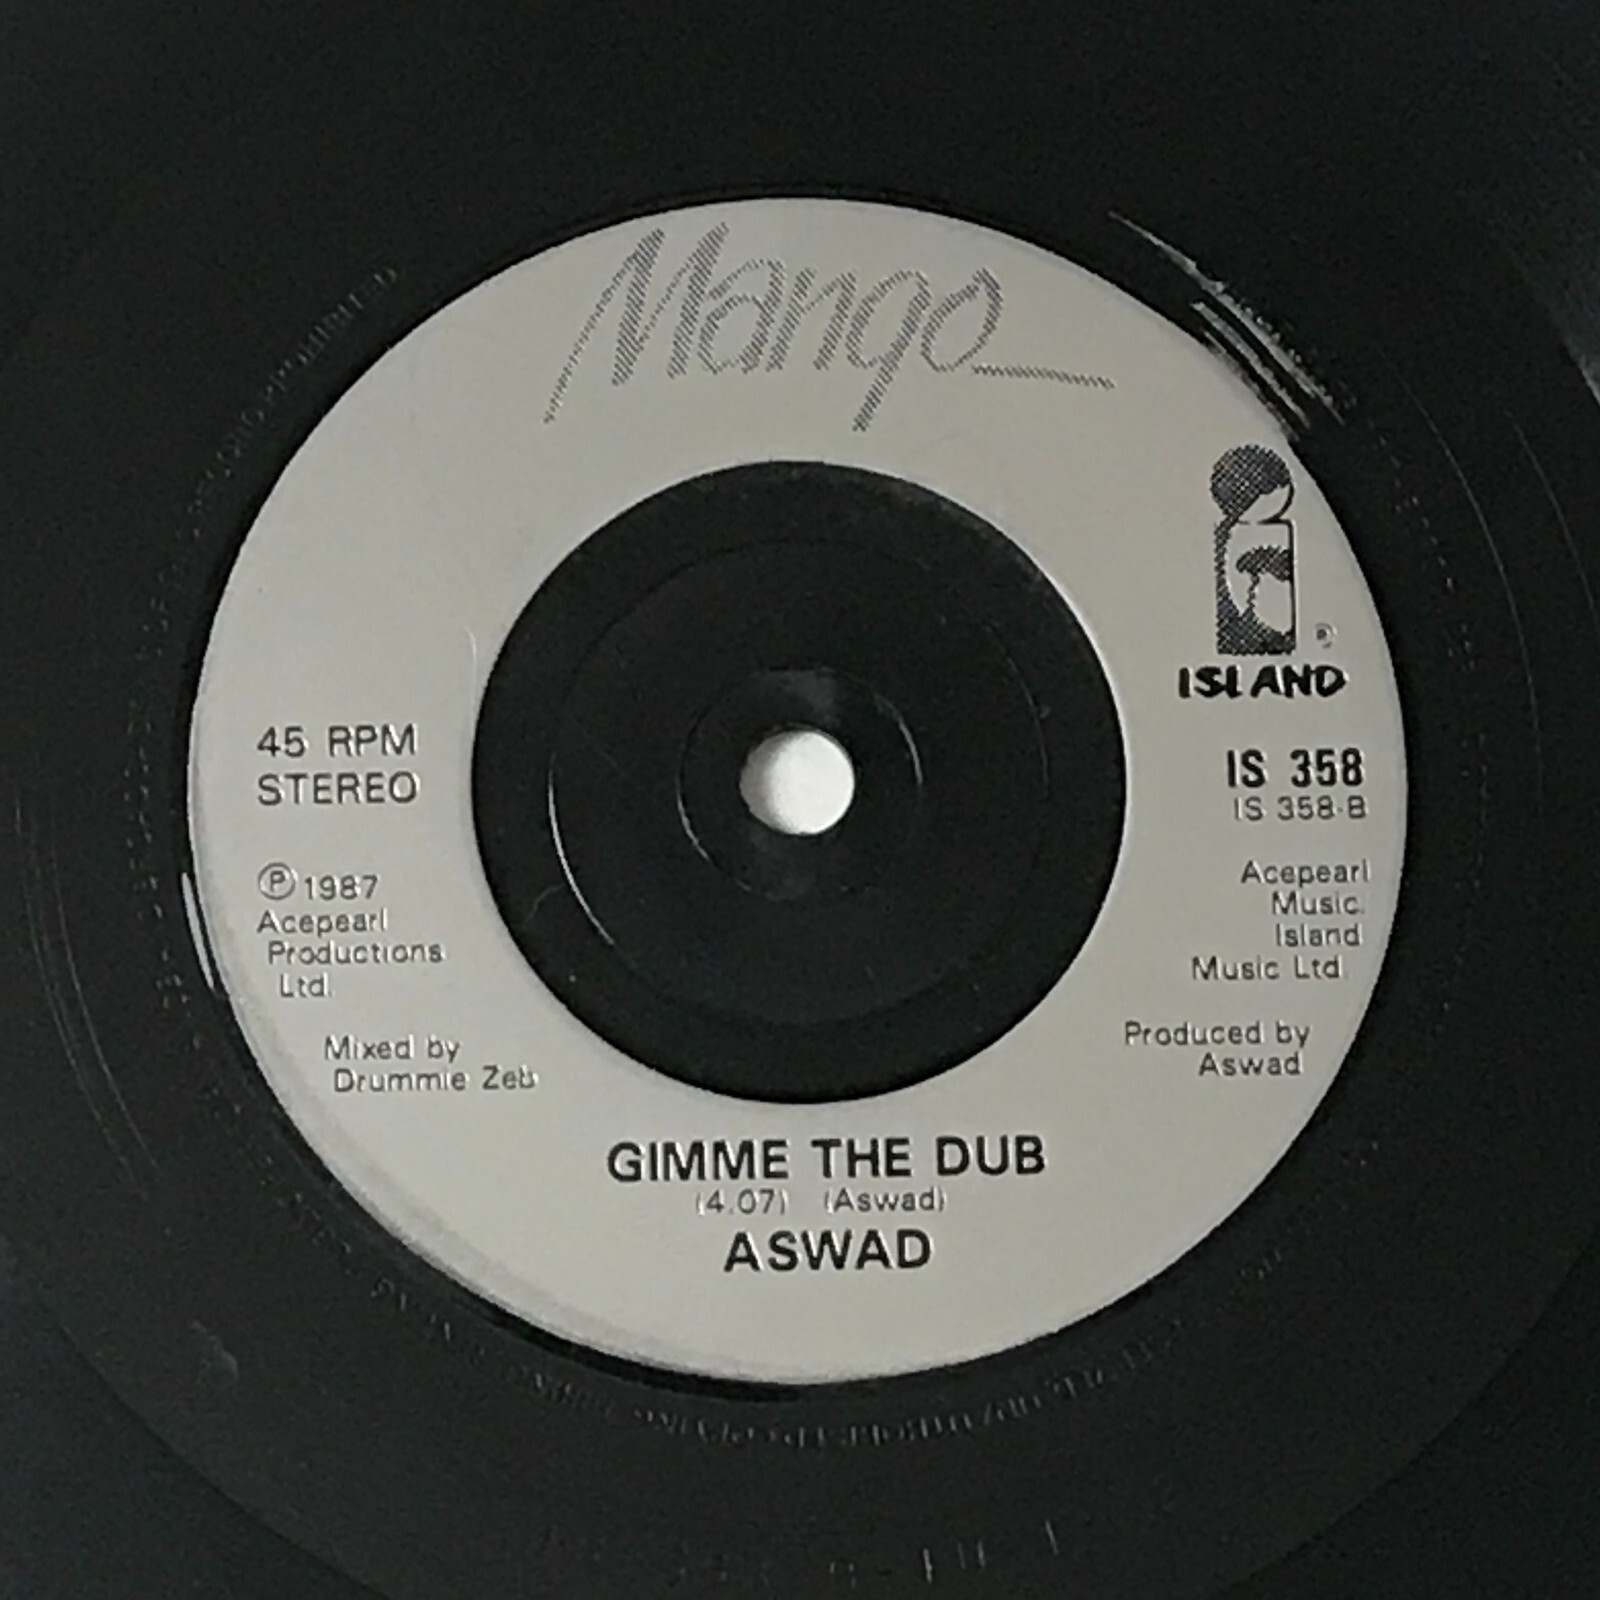 Mango
ISLAND
®
45 RPM
STEREO
℗ 1987
Acepearl
Productions
Ltd.
Mixed by
Drummie Zeb
IS 358
IS 358-B
Acepearl
Music.
Island
Music Ltd.
Produced by
Aswad
GIMME THE DUB
(4.07) (Aswad)
ASWAD